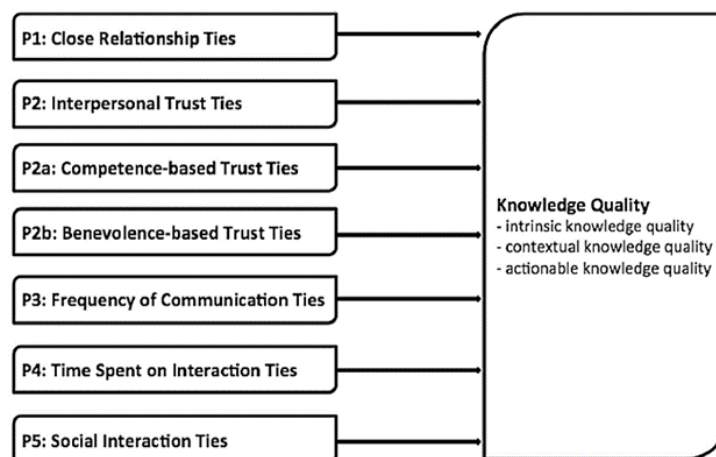 P1: Close Relationship Ties
P2: Interpersonal Trust Ties
P2a: Competence-based Trust Ties
P2b: Benevolence-based Trust Ties
P3: Frequency of Communication Ties
P4: Time Spent on Interaction Ties
P5: Social Interaction Ties
Knowledge Quality
- intrinsic knowledge quality
- contextual knowledge quality
- actionable knowledge quality